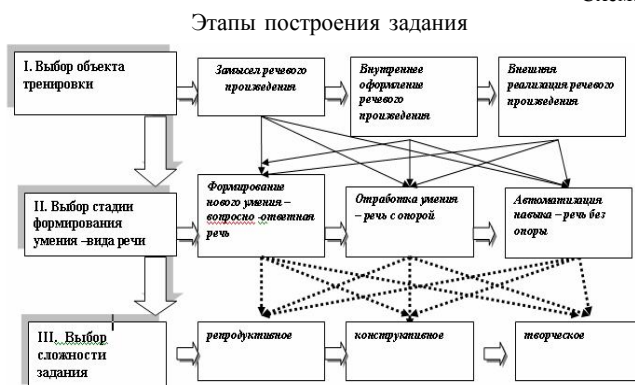 Этапы построения задания
I. Выбор объекта
тренировки
Замысел речевого
произведения
Внутреннее
оформление
речевого
произведения
Внешняя
реализация речевого
произведения
II. Выбор стадии
формирования
умения –вида речи
Формирование
нового умения –
вопросно -ответная
речь
Отработка умения
– речь с опорой
Автоматизация
навыка – речь без
опоры
III. Выбор
сложности
задания
репродуктивное
конструктивное
творческое